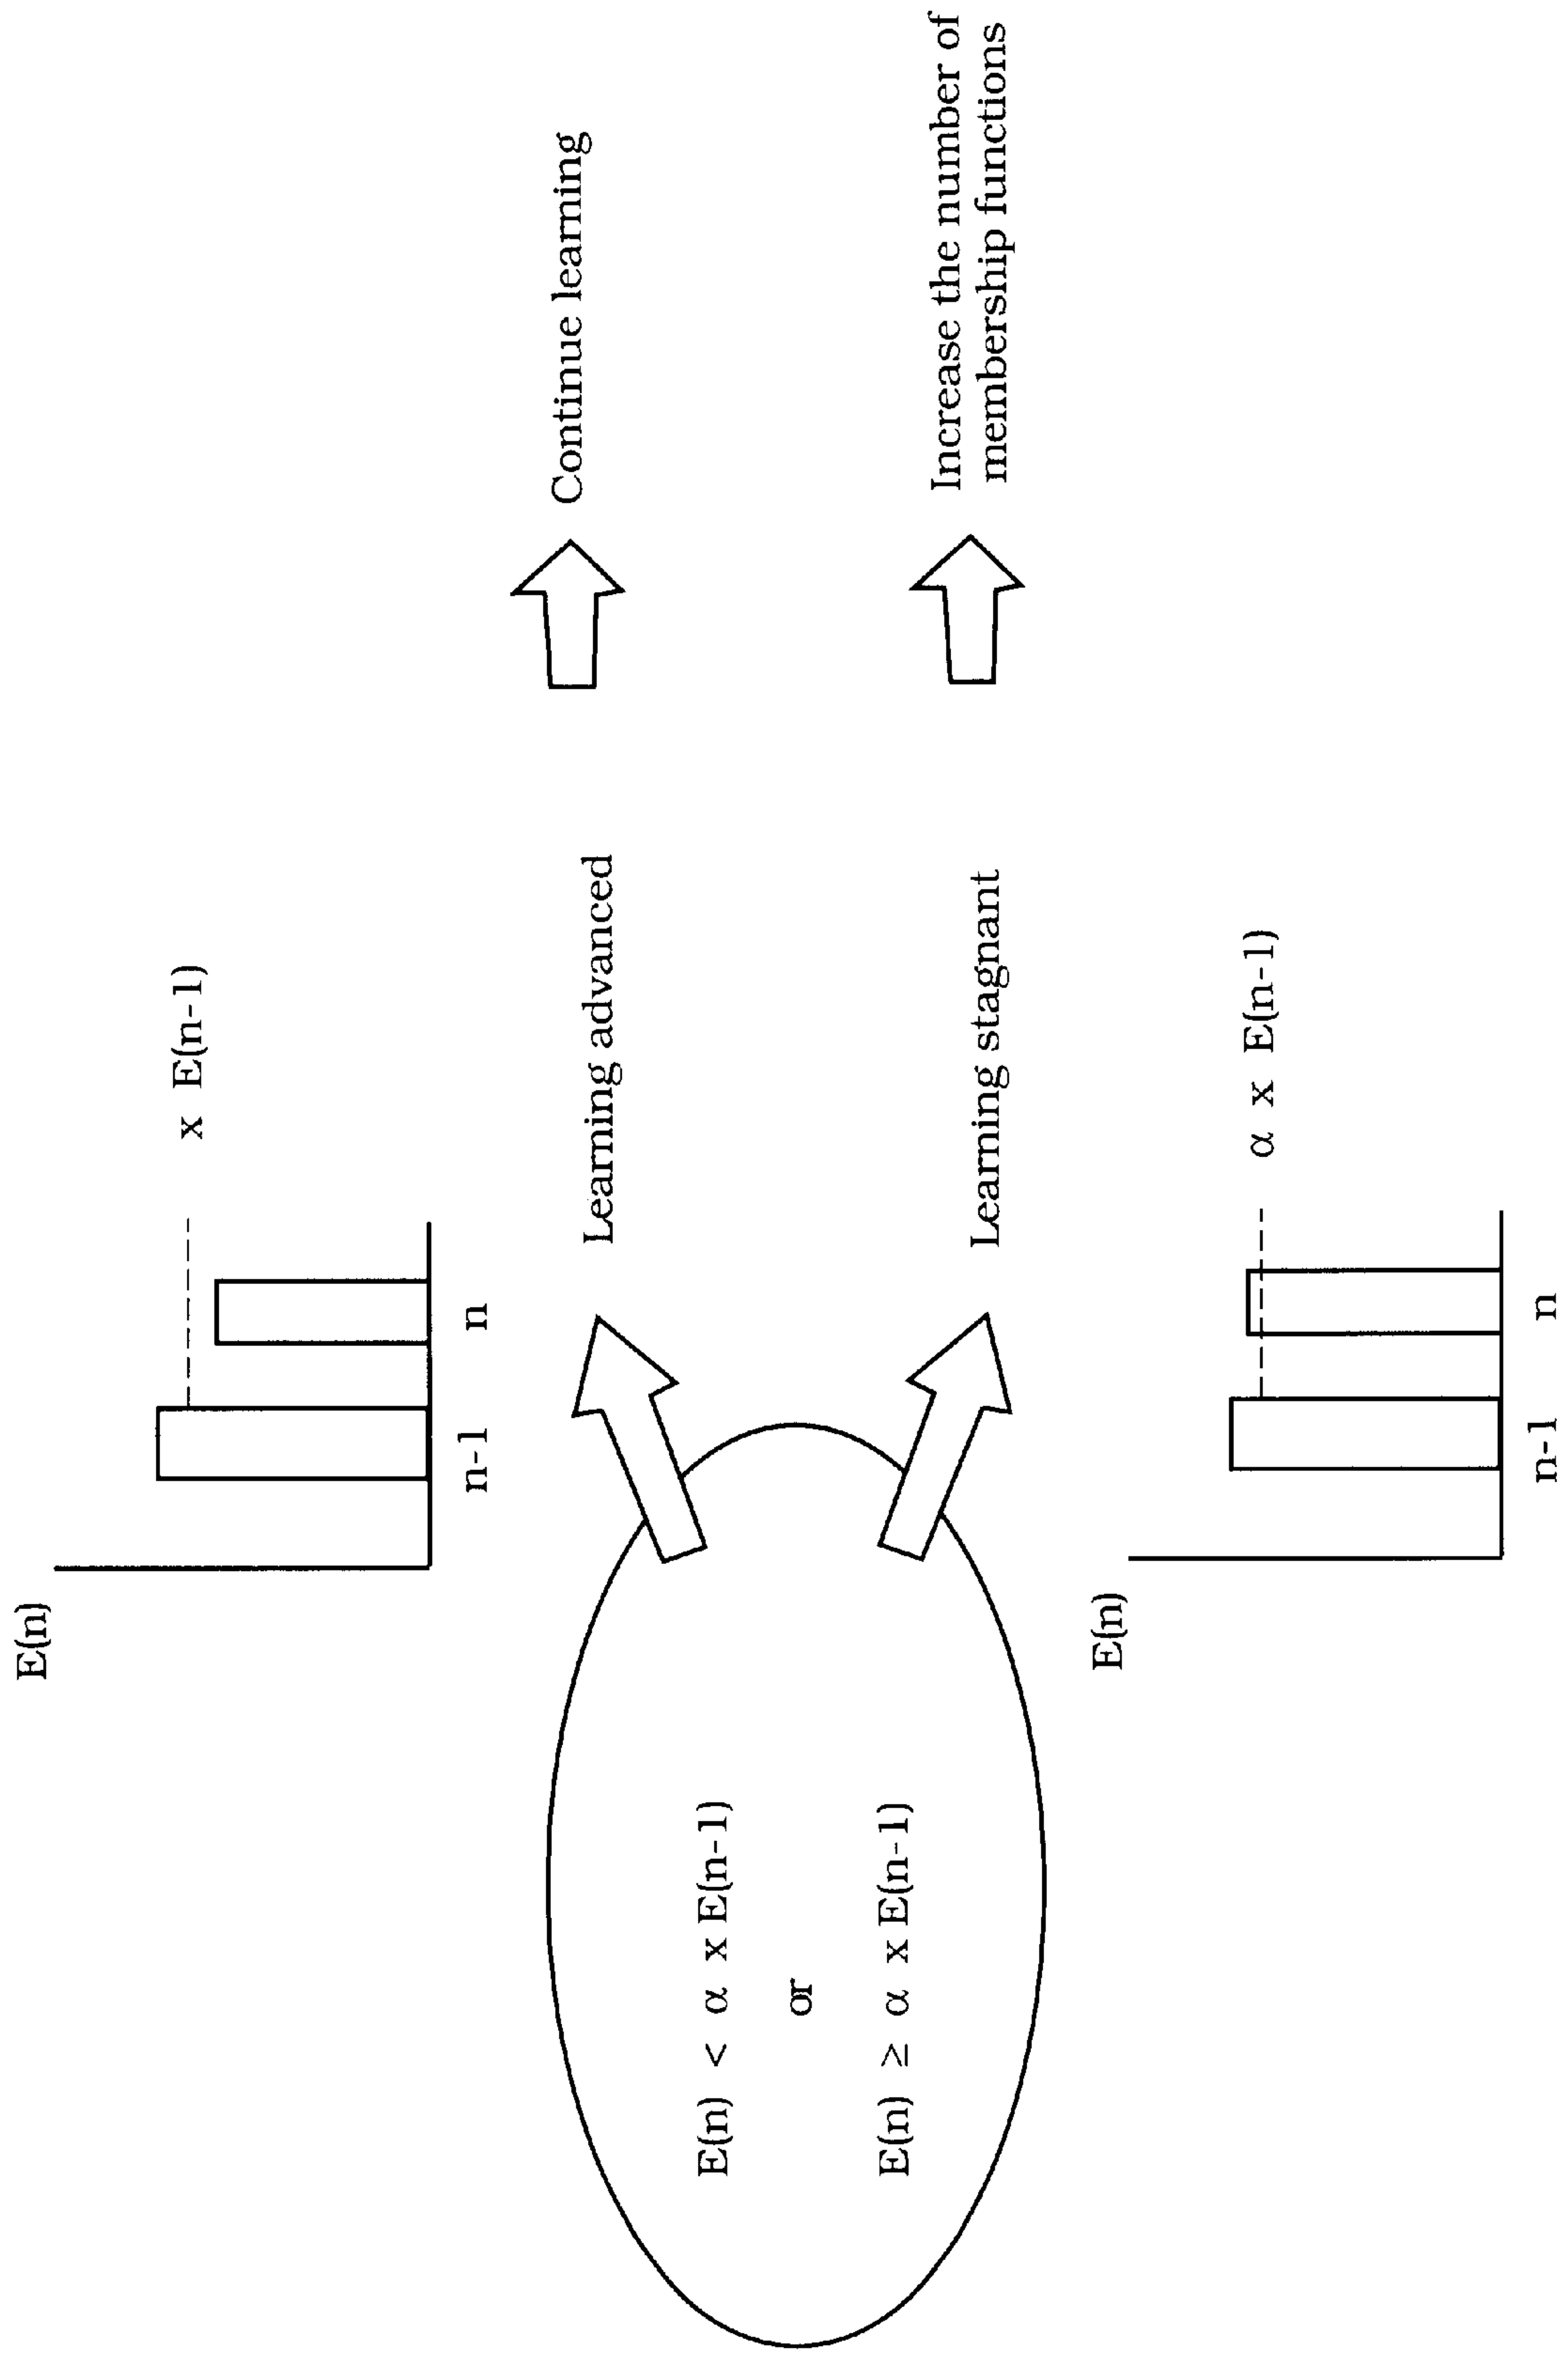 E(n)
x E(n-1)
n-1
n
Learning advanced
Continue learning
E(n) < α x E(n-1)
or
E(n) ≥ α x E(n-1)
Learning stagnant
Increase the number of
membership functions
E(n)
α x E(n-1)
n-1
n